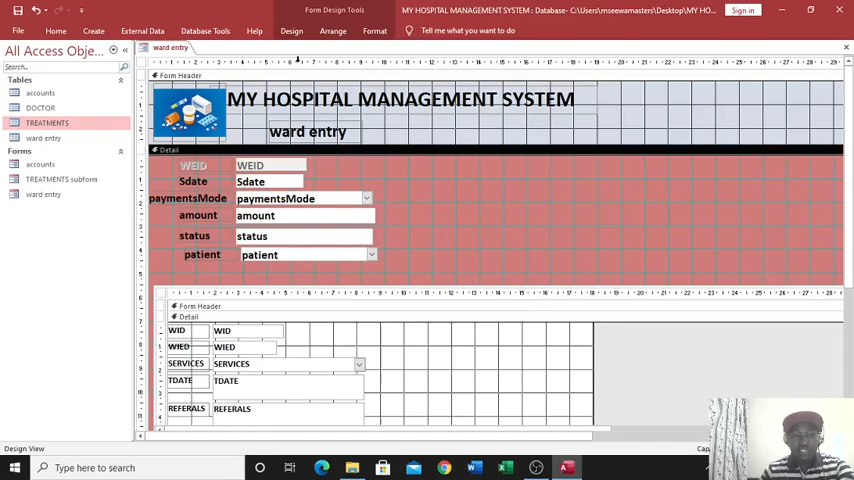 Form Design Tools
MY HOSPITAL MANAGEMENT SYSTEM : Database- C:\Users\mseewamasters\Desktop\MY HO...
Sign in
File Home Create External Data Database Tools Help Design Arrange Format Tell me what you want to do
All Access Obje...
ward entry
Search...
Tables
accounts
DOCTOR
TREATMENTS
ward entry
Forms
accounts
TREATMENTS subform
ward entry
Form Header
MY HOSPITAL MANAGEMENT SYSTEM
ward entry
Detail
WEID WEID
Sdate Sdate
paymentsMode paymentsMode
amount amount
status status
patient patient
Form Header
Detail
WID WID
WIED WIED
SERVICES SERVICES
TDATE TDATE
REFERRALS REFERRALS
Design View
Type here to search